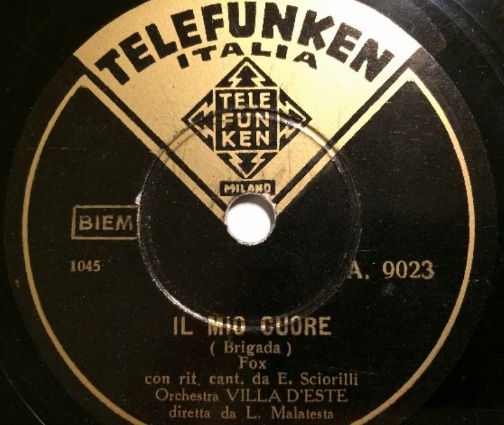 TELEFUNKEN
ITALIA
TELE
FUN
KEN
MILANO
BIEM
1045
A. 9023
IL MIO CUORE
( Brigada )
Fox
con rit. cant. da E. Sciorilli
Orchestra VILLA D'ESTE
diretta da L. Malatesta